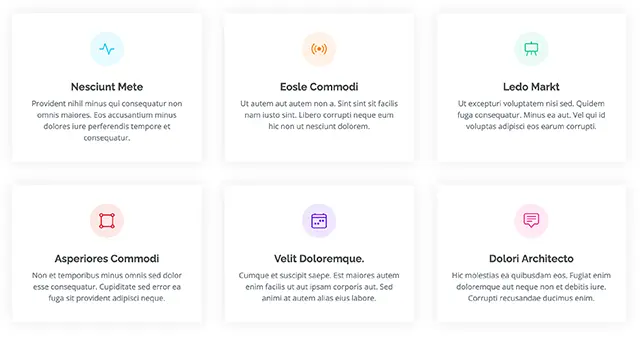 Nesciunt Mete
Provident nihil minus qui consequatur non
omnis maiores. Eos accusantium minus
dolores iure perferendis tempore et
consequatur.
Eosle Commodi
Ut autem aut autem non a. Sint sint sit facilis
nam iusto sint. Libero corrupti neque eum
hic non ut nesciunt dolorem.
Ledo Markt
Ut excepturi voluptatem nisi sed. Quidem
fuga consequatur. Minus ea aut. Vel qui id
voluptas adipisci eos earum corrupti.
Asperiores Commodi
Non et temporibus minus omnis sed dolor
esse consequatur. Cupiditate sed error ea
fuga sit provident adipisci neque.
Velit Doloremque.
Cumque et suscipit saepe. Est maiores autem
enim facilis ut aut ipsam corporis aut. Sed
animi at autem alias eius labore.
Dolori Architecto
Hic molestias ea quibusdam eos. Fugiat enim
doloremque aut neque non et debitis iure.
Corrupti recusandae ducimus enim.